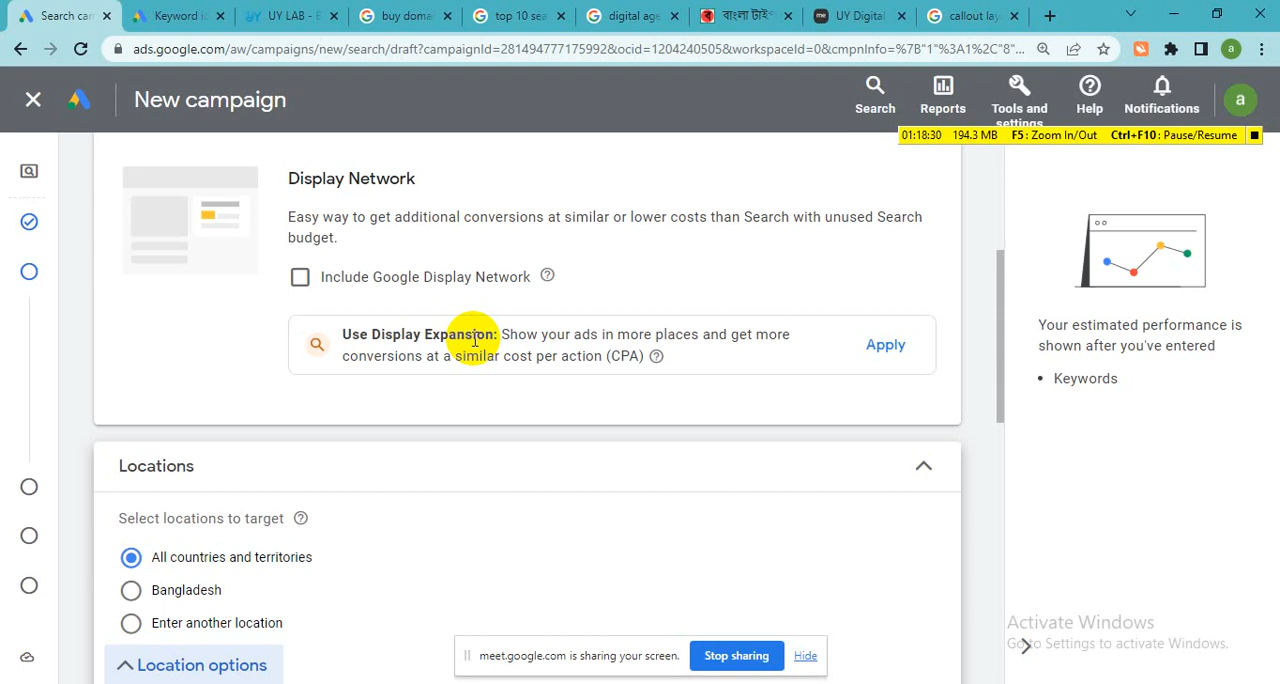 Search car
Keyword ic
UY LAB - E
buy doma
top 10 sea
digital age
বাংলা টাইপ
UY Digital
callout lay
ads.google.com/aw/campaigns/new/search/draft?campaignId=281494777175992&ocid=1204240505&workspaceId=0&cmpnInfo=%7B"1"%3A1%2C"8"...
a
New campaign
Search
Reports
Tools and
settings
Help
Notifications
a
01:18:30 194.3 MB F5: Zoom In/Out Ctrl+F10: Pause/Resume
Display Network
Easy way to get additional conversions at similar or lower costs than Search with unused Search
budget.
Include Google Display Network
Use Display Expansion: Show your ads in more places and get more
conversions at a similar cost per action (CPA)
Apply
Your estimated performance is
shown after you've entered
• Keywords
Locations
Select locations to target
All countries and territories
Bangladesh
Enter another location
Location options
meet.google.com is sharing your screen.
Stop sharing
Hide
Activate Windows
Go to Settings to activate Windows.